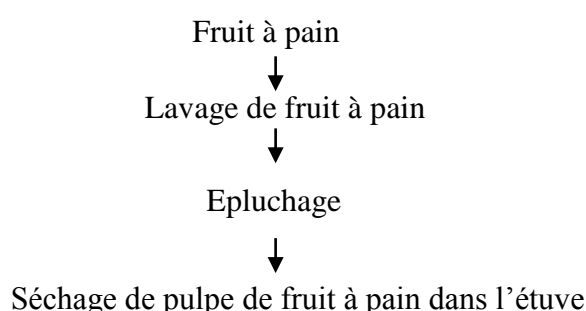 Fruit à pain
Lavage de fruit à pain
Epluchage
Séchage de pulpe de fruit à pain dans l’étuve